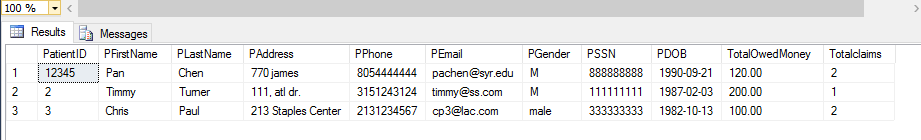 100 %
Results Messages
PatientID PFirstName PLastName PAddress PPhone PEmail PGender PSSN PDOB TotalOwedMoney Totalclaims
1 12345 Pan Chen 770 james 8054444444 pachen@syr.edu M 888888888 1990-09-21 120.00 2
2 2 Timmy Turner 111, atl dr. 3151243124 timmy@ss.com M 111111111 1987-02-03 200.00 1
3 3 Chris Paul 213 Staples Center 2131234567 cp3@lac.com male 333333333 1982-10-13 100.00 2